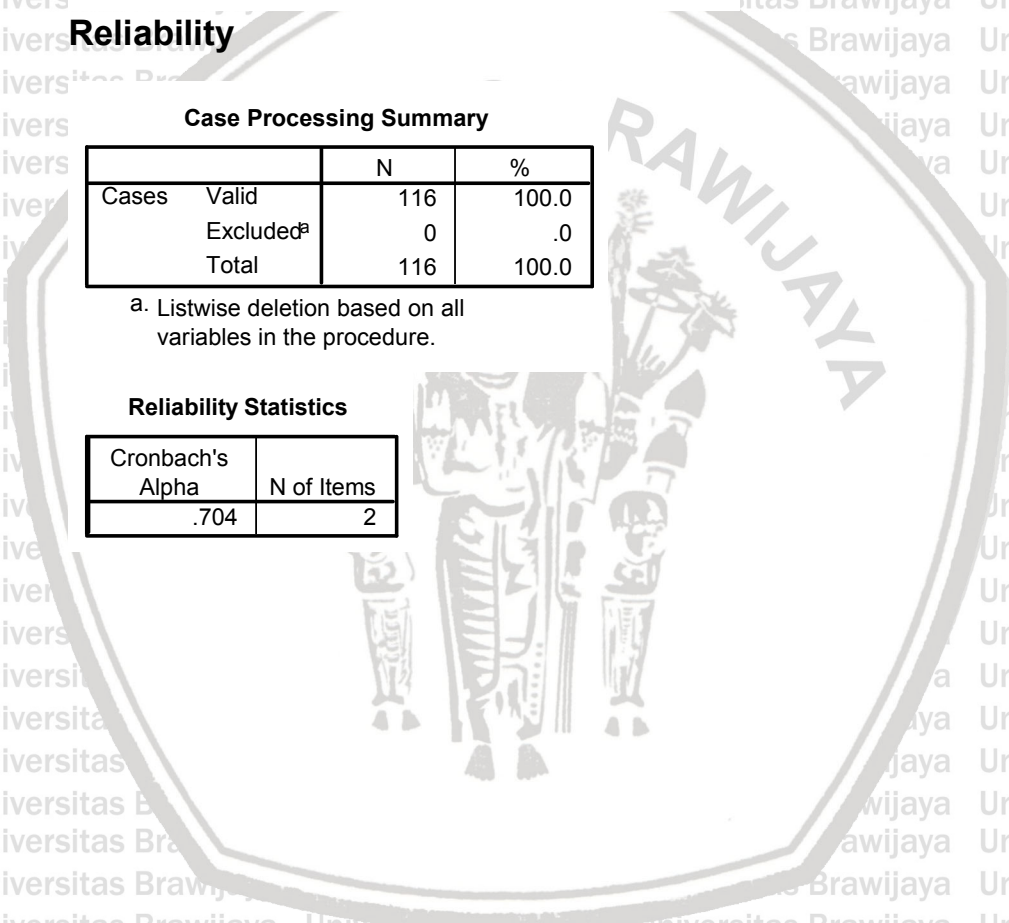 Reliability
Case Processing Summary
N %
Cases Valid 116 100.0
Excludeda 0 .0
Total 116 100.0
a. Listwise deletion based on all
variables in the procedure.
Reliability Statistics
Cronbach's
Alpha N of Items
.704 2
RAWIJAYA